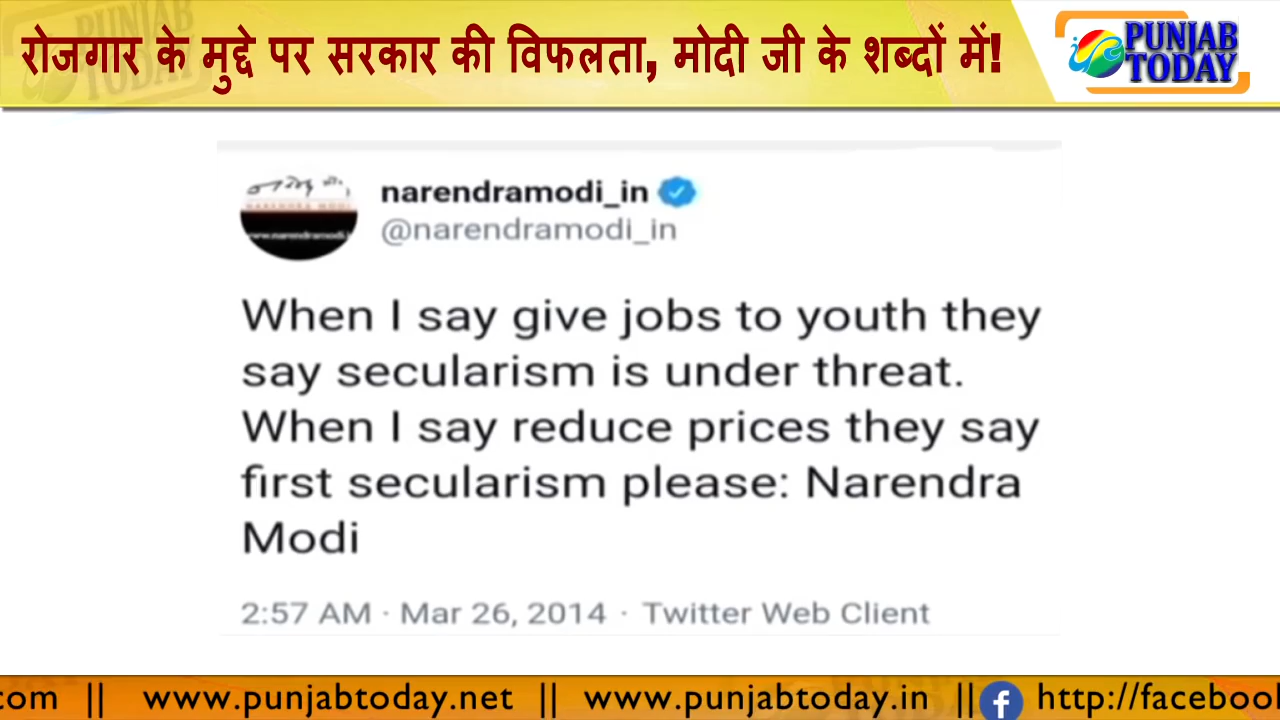 रोजगार के मुद्दे पर सरकार की विफलता, मोदी जी के शब्दों में!
PUNJAB
TODAY
narendramodi_in
@narendramodi_in
When I say give jobs to youth they
say secularism is under threat.
When I say reduce prices they say
first secularism please: Narendra
Modi
2:57 AM · Mar 26, 2014 · Twitter Web Client
com || www.punjabtoday.net || www.punjabtoday.in || http://faceboo